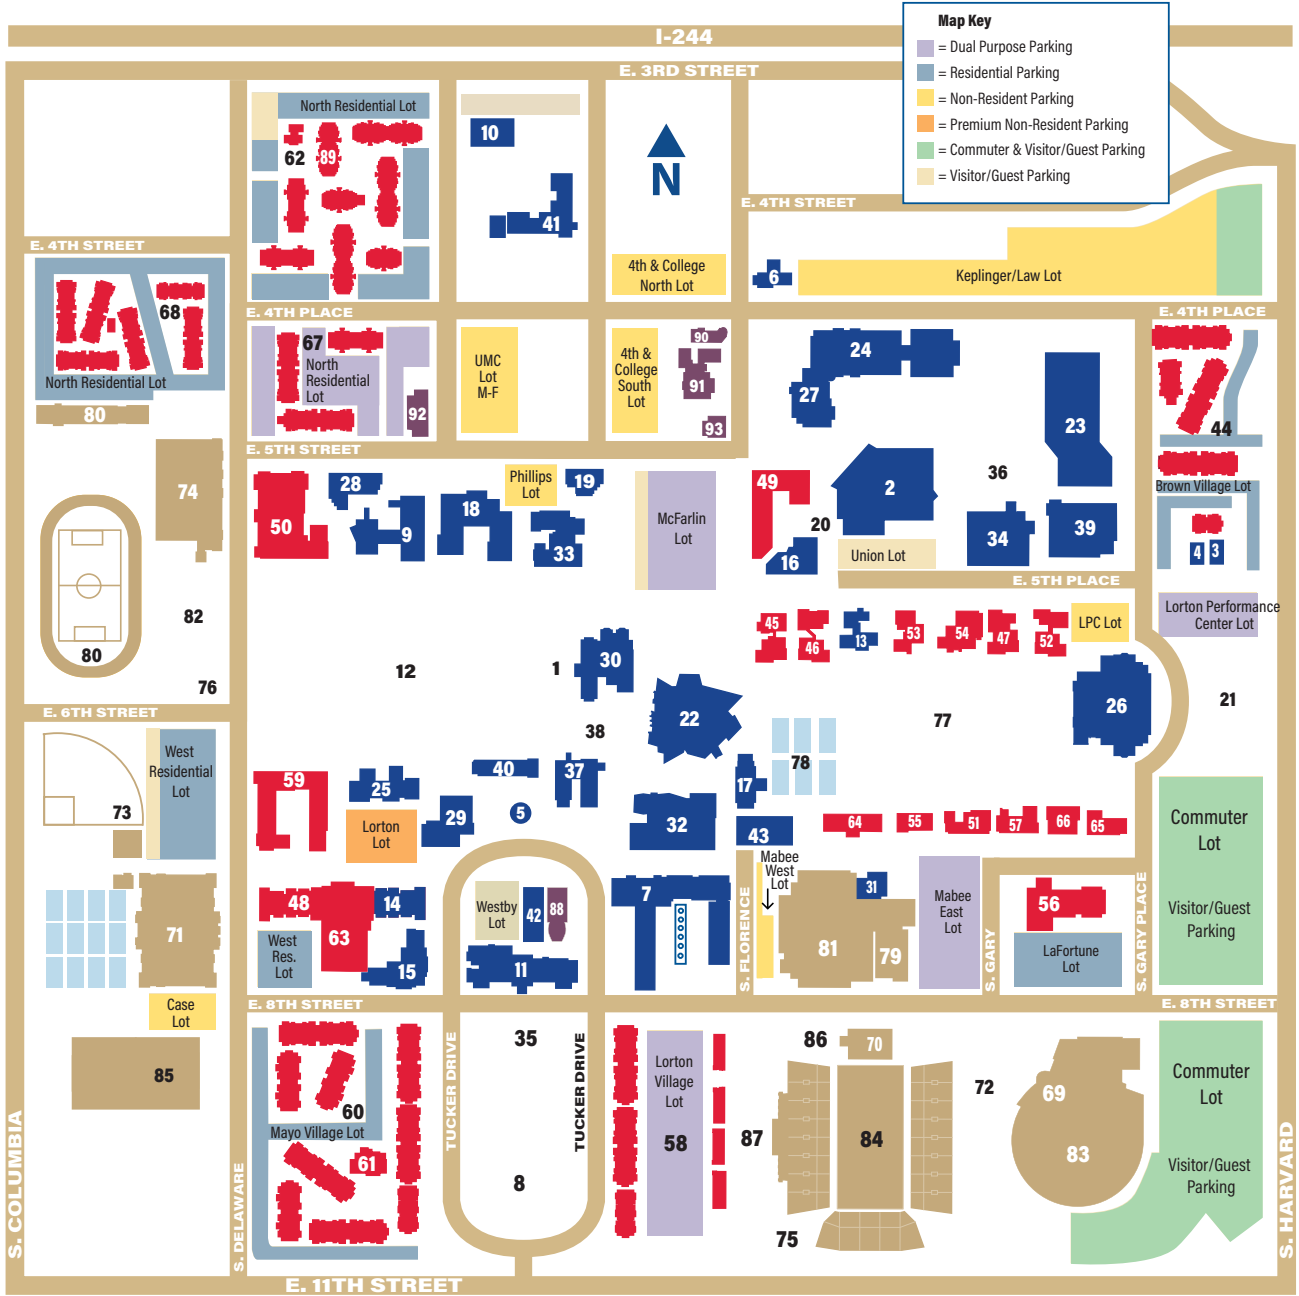 I-244
E. 3RD STREET
Map Key
= Dual Purpose Parking
= Residential Parking
= Non-Resident Parking
= Premium Non-Resident Parking
= Commuter & Visitor/Guest Parking
= Visitor/Guest Parking
North Residential Lot
62
89
10
41
N
E. 4TH STREET
4th & College
North Lot
6
Keplinger/Law Lot
E. 4TH STREET
68
North Residential Lot
80
E. 4TH PLACE
67
North
Residential
Lot
92
UMC
Lot
M-F
4th &
College
South
Lot
90
91
93
24
27
23
36
E. 4TH PLACE
44
Brown Village Lot
4
3
E. 5TH STREET
74
80
82
76
50
28
9
18
Phillips
Lot
19
33
McFarlin
Lot
49
20
16
2
Union Lot
34
39
E. 5TH PLACE
Lorton Performance
Center Lot
45
46
13
53
54
47
52
LPC Lot
12
1
30
38
22
77
26
21
E. 6TH STREET
West
Residential
Lot
73
59
25
Lorton
Lot
29
40
5
37
32
17
78
43
64
55
51
57
66
65
Commuter
Lot
Visitor/Guest
Parking
71
Case
Lot
85
48
63
14
West
Res.
Lot
15
Westby
Lot
42
88
11
7
S. FLORENCE
Mabee
West
Lot
31
81
79
Mabee
East
Lot
S. GARY
56
LaFortune
Lot
S. GARY PLACE
E. 8TH STREET
E. 8TH STREET
60
Mayo Village Lot
61
TUCKER DRIVE
35
8
TUCKER DRIVE
Lorton
Village
Lot
58
86
70
87
84
75
72
69
83
Commuter
Lot
Visitor/Guest
Parking
S. COLUMBIA
S. DELAWARE
S. HARVARD
E. 11TH STREET